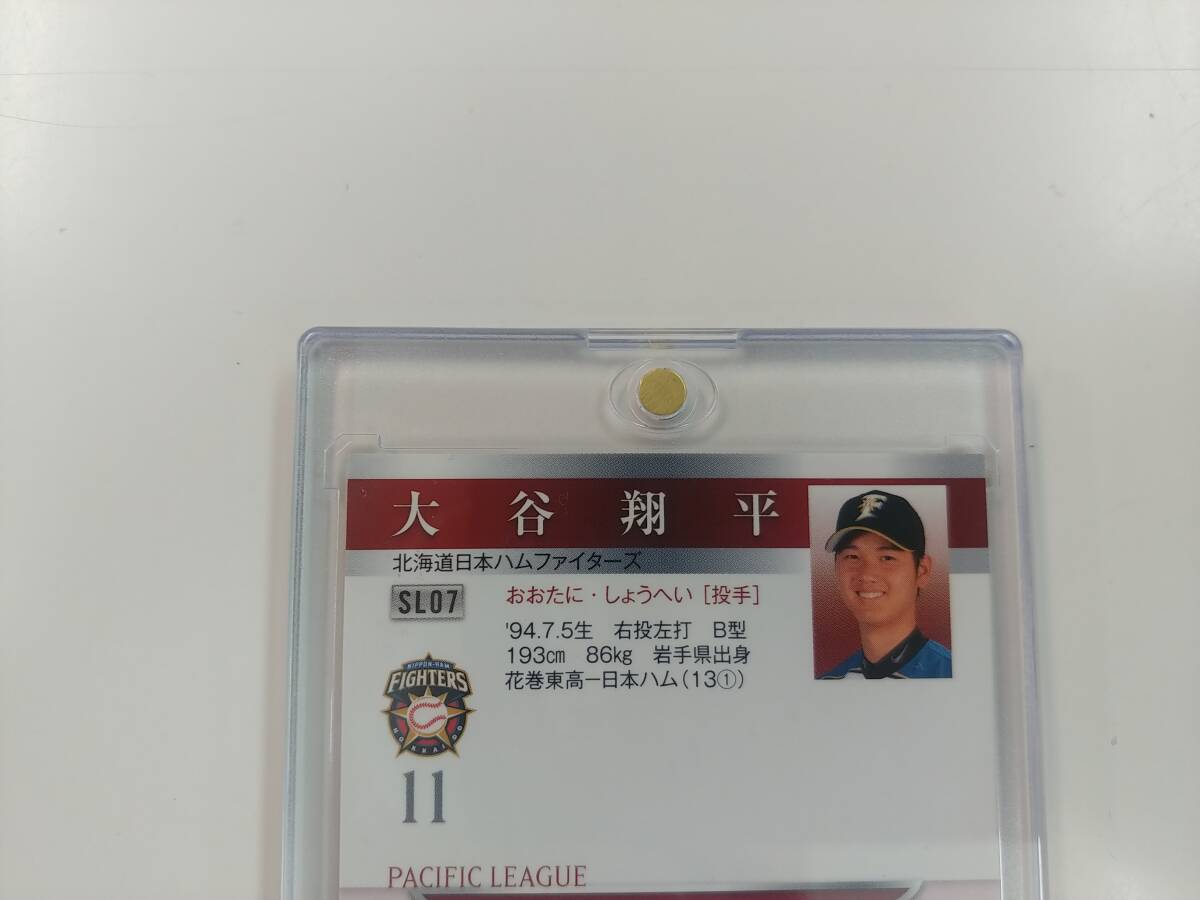 大谷翔平
北海道日本ハムファイターズ
SL07
おおたに・しょうへい [投手]
'94.7.5生 右投左打 B型
193㎝ 86㎏ 岩手県出身
花巻東高ー日本ハム(13①)
F
NIPPON-HAM
FIGHTERS
HOKKAIDO
11
PACIFIC LEAGUE